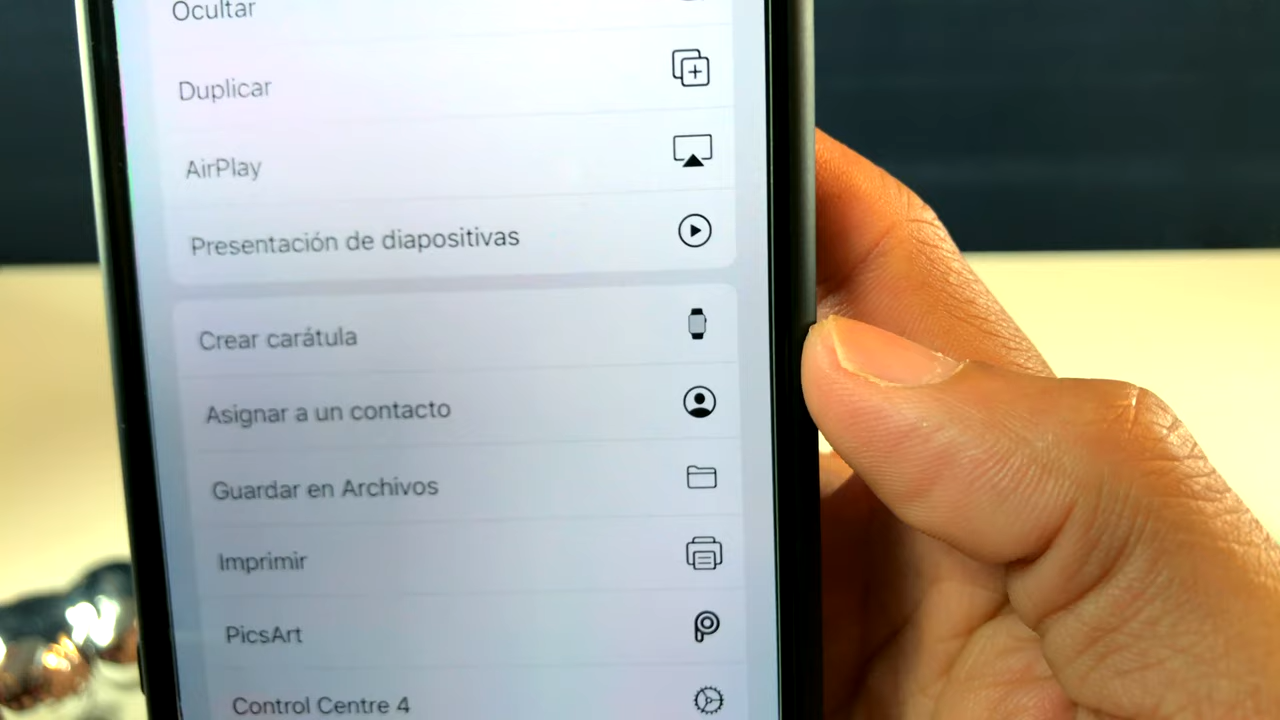 Ocultar
Duplicar
AirPlay
Presentación de diapositivas
Crear carátula
Asignar a un contacto
Guardar en Archivos
Imprimir
PicsArt
Control Centre 4